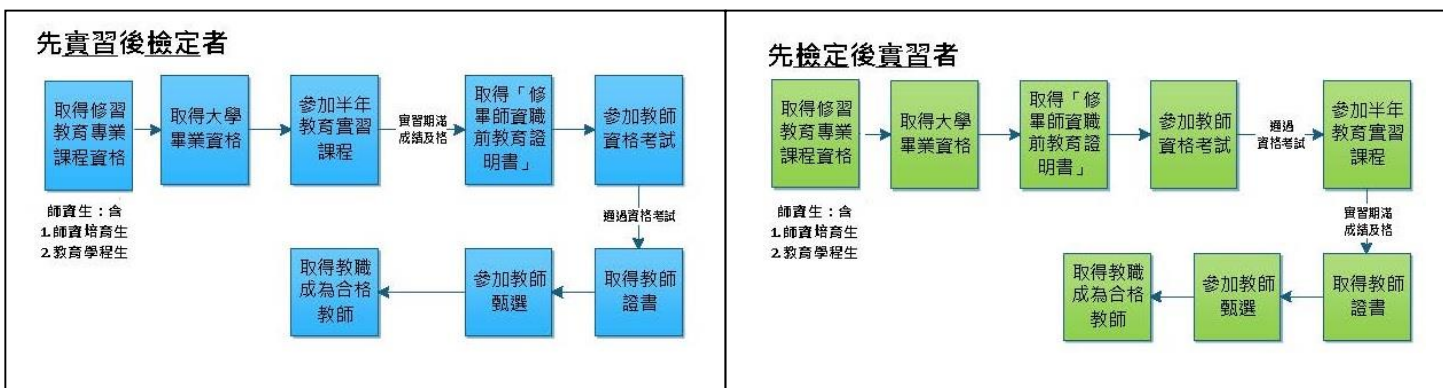 先實習後檢定者
取得修習
教育專業
課程資格
取得大學
畢業資格
參加半年
教育實習
課程
實習期滿
成績及格
取得「修
畢師資職
前教育證
明書」
參加教師
資格考試
師資生：含
1.師資培育生
2.教育學程生
通過資格考試
取得教職
成為合格
教師
參加教師
甄選
取得教師
證書
先檢定後實習者
取得修習
教育專業
課程資格
取得大學
畢業資格
取得「修
畢師資職
前教育證
明書」
參加教師
資格考試
通過
資格考試
參加半年
教育實習
課程
師資生：含
1.師資培育生
2.教育學程生
實習期滿
成績及格
取得教職
成為合格
教師
參加教師
甄選
取得教師
證書